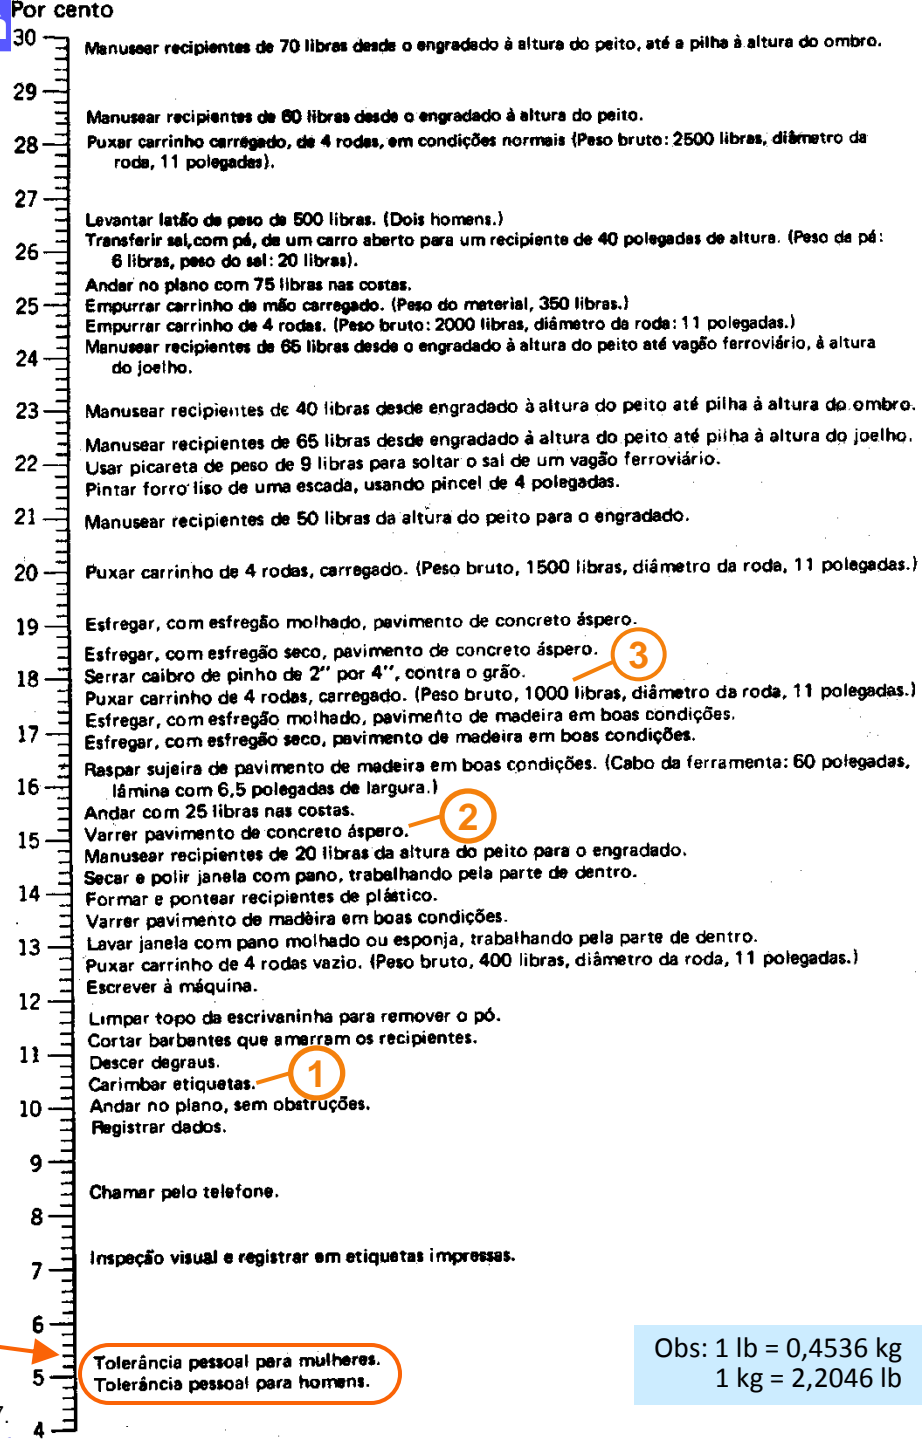 Por cento
30
Manusear recipientes de 70 libras desde o engradado à altura do peito, até a pilha à altura do ombro.
29
Manusear recipientes de 60 libras desde o engradado à altura do peito.
28
Puxar carrinho carregado, de 4 rodas, em condições normais (Peso bruto: 2500 libras, diâmetro da
roda, 11 polegadas).
27
Levantar latão de peso de 500 libras. (Dois homens.)
Transferir sal, com pá, de um carro aberto para um recipiente de 40 polegadas de altura. (Peso da pá:
26
6 libras, peso do sal: 20 libras).
Andar no plano com 75 libras nas costas.
25
Empurrar carrinho de mão carregado. (Peso do material, 350 libras.)
Empurrar carrinho de 4 rodas. (Peso bruto: 2000 libras, diâmetro da roda: 11 polegadas.)
Manusear recipientes de 65 libras desde o engradado à altura do peito até vagão ferroviário, à altura
24
do joelho.
23
Manusear recipientes de 40 libras desde engradado à altura do peito até pilha à altura do ombro.
Manusear recipientes de 65 libras desde engradado à altura do peito até pilha à altura do joelho.
22
Usar picareta de peso de 9 libras para soltar o sal de um vagão ferroviário.
Pintar forro liso de uma escada, usando pincel de 4 polegadas.
21
Manusear recipientes de 50 libras da altura do peito para o engradado.
20
Puxar carrinho de 4 rodas, carregado. (Peso bruto, 1500 libras, diâmetro da roda, 11 polegadas.)
19
Esfregar, com esfregão molhado, pavimento de concreto áspero.
Esfregar, com esfregão seco, pavimento de concreto áspero.
3
18
Serrar caibro de pinho de 2'' por 4'', contra o grão.
Puxar carrinho de 4 rodas, carregado. (Peso bruto, 1000 libras, diâmetro da roda, 11 polegadas.)
Esfregar, com esfregão molhado, pavimento de madeira em boas condições.
17
Esfregar, com esfregão seco, pavimento de madeira em boas condições.
Raspar sujeira de pavimento de madeira em boas condições. (Cabo da ferramenta: 60 polegadas,
16
lâmina com 6,5 polegadas de largura.)
Andar com 25 libras nas costas.
2
Varrer pavimento de concreto áspero.
15
Manusear recipientes de 20 libras da altura do peito para o engradado.
Secar e polir janela com pano, trabalhando pela parte de dentro.
14
Formar e pontear recipientes de plástico.
Varrer pavimento de madeira em boas condições.
13
Lavar janela com pano molhado ou esponja, trabalhando pela parte de dentro.
Puxar carrinho de 4 rodas vazio. (Peso bruto, 400 libras, diâmetro da roda, 11 polegadas.)
Escrever à máquina.
12
Limpar topo da escrivaninha para remover o pó.
Cortar barbantes que amarram os recipientes.
11
Descer degraus.
1
Carimbar etiquetas.
10
Andar no plano, sem obstruções.
Registrar dados.
9
Chamar pelo telefone.
8
Inspeção visual e registrar em etiquetas impressas.
7
6
Tolerância pessoal para mulheres.
5
Tolerância pessoal para homens.
4
Obs: 1 lb = 0,4536 kg
1 kg = 2,2046 lb